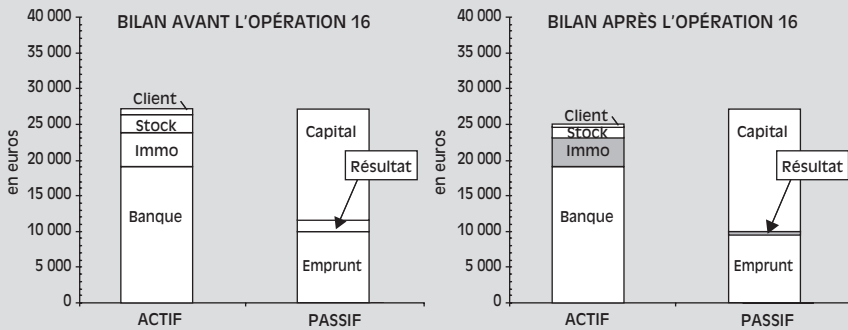 BILAN AVANT L'OPÉRATION 16
40 000
35 000
30 000
25 000
20 000
15 000
10 000
5 000
0
en euros
Client
Stock
Immo
Banque
Capital
Résultat
Emprunt
ACTIF
PASSIF
BILAN APRÈS L'OPÉRATION 16
40 000
35 000
30 000
25 000
20 000
15 000
10 000
5 000
0
en euros
Client
Stock
Immo
Banque
Capital
Résultat
Emprunt
ACTIF
PASSIF